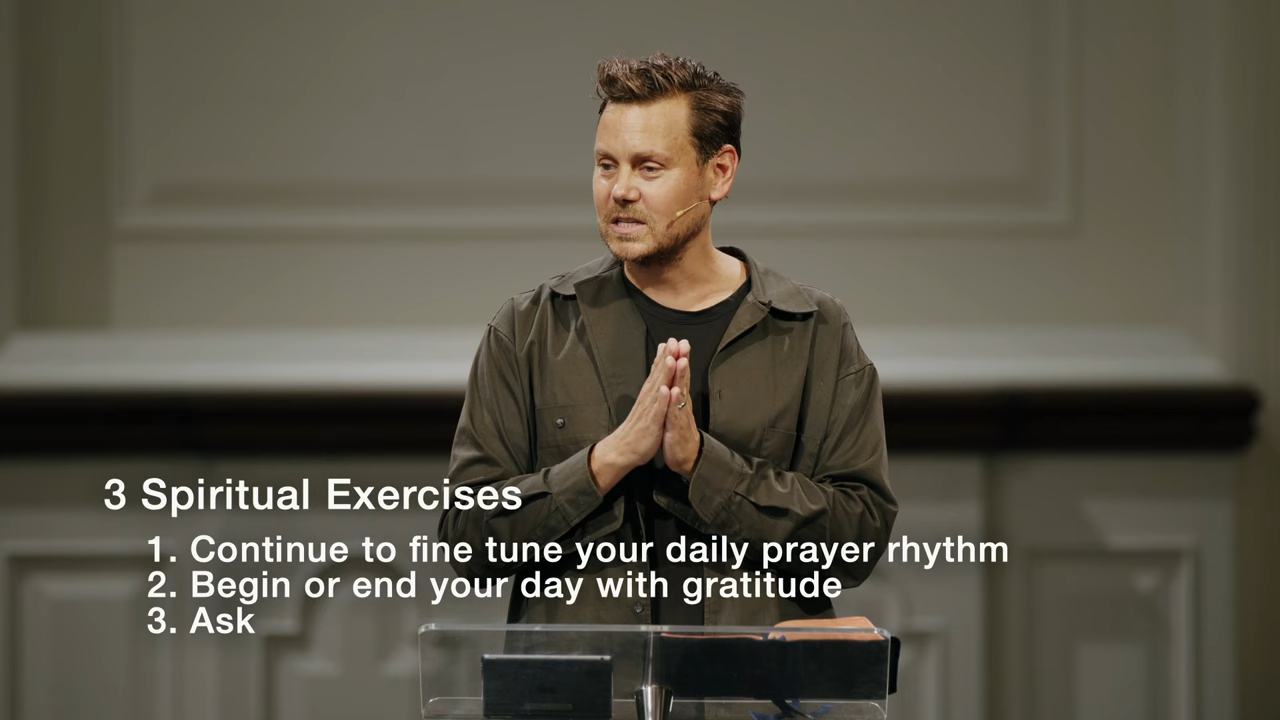 3 Spiritual Exercises
1. Continue to fine tune your daily prayer rhythm
2. Begin or end your day with gratitude
3. Ask